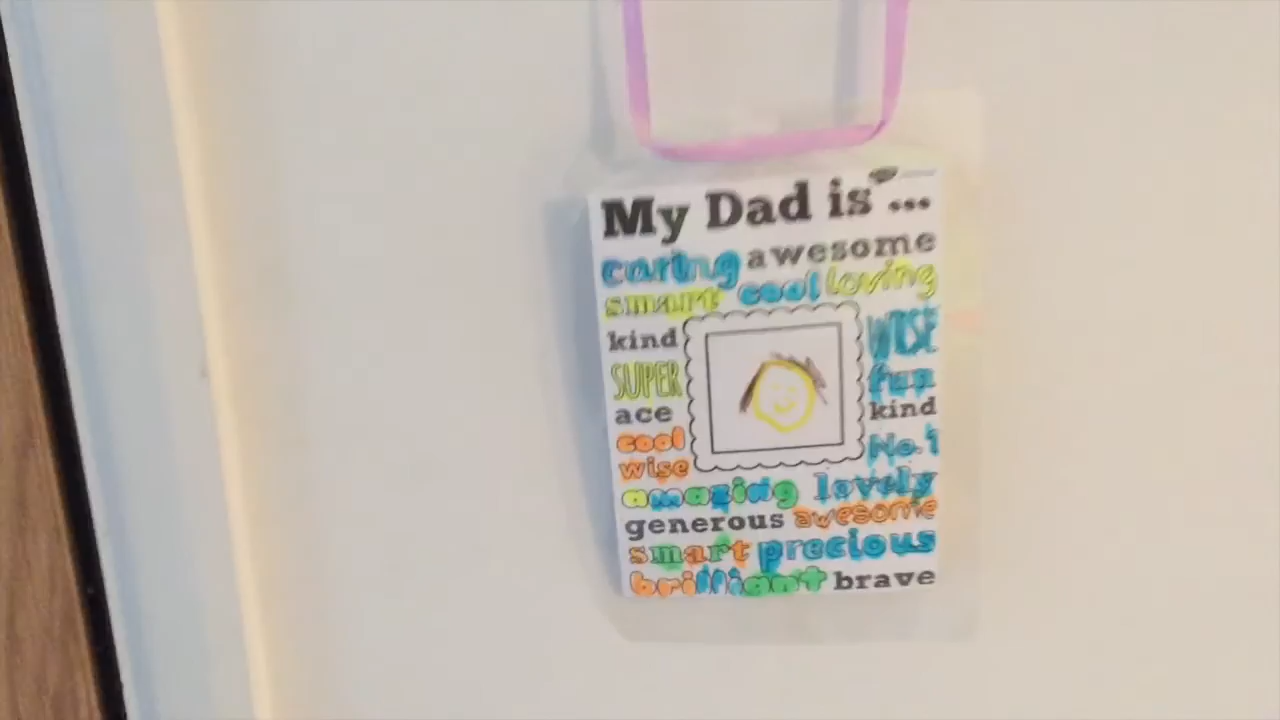 My Dad is ...
caring awesome
smart cool loving
kind
WISE
SUPER
fun
ace
kind
cool
No.1
wise
amazing lovely
generous awesome
smart precious
brilliant brave